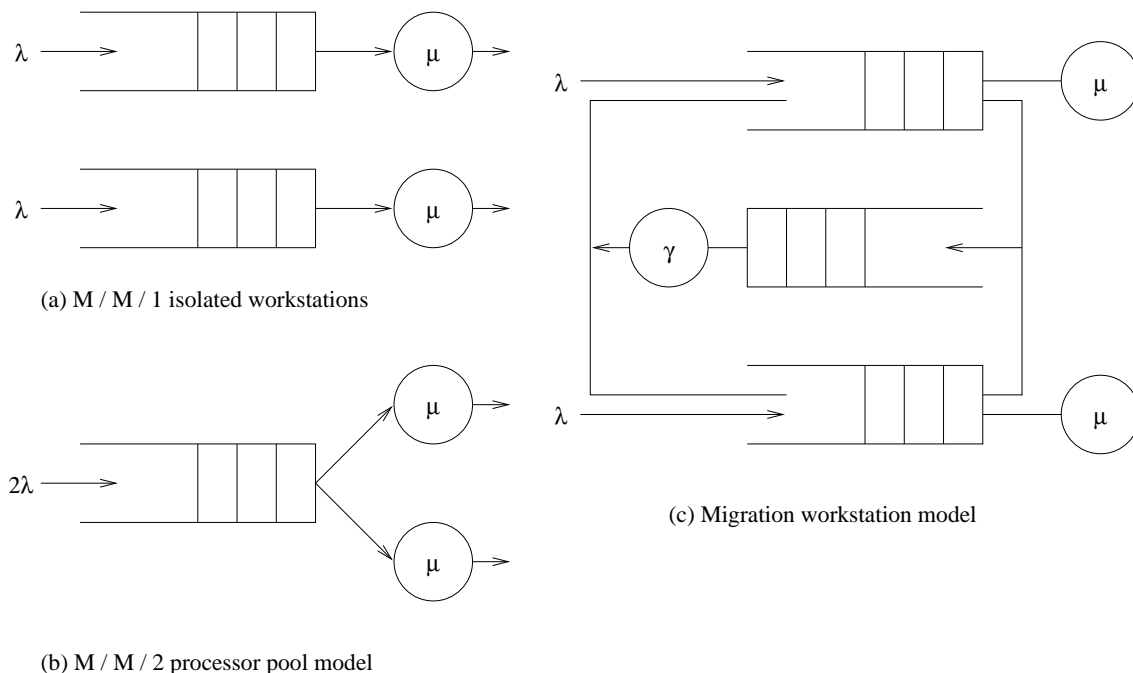 λ
μ
λ
μ
(a) M / M / 1 isolated workstations
2λ
μ
μ
(b) M / M / 2 processor pool model
λ
μ
γ
λ
μ
(c) Migration workstation model